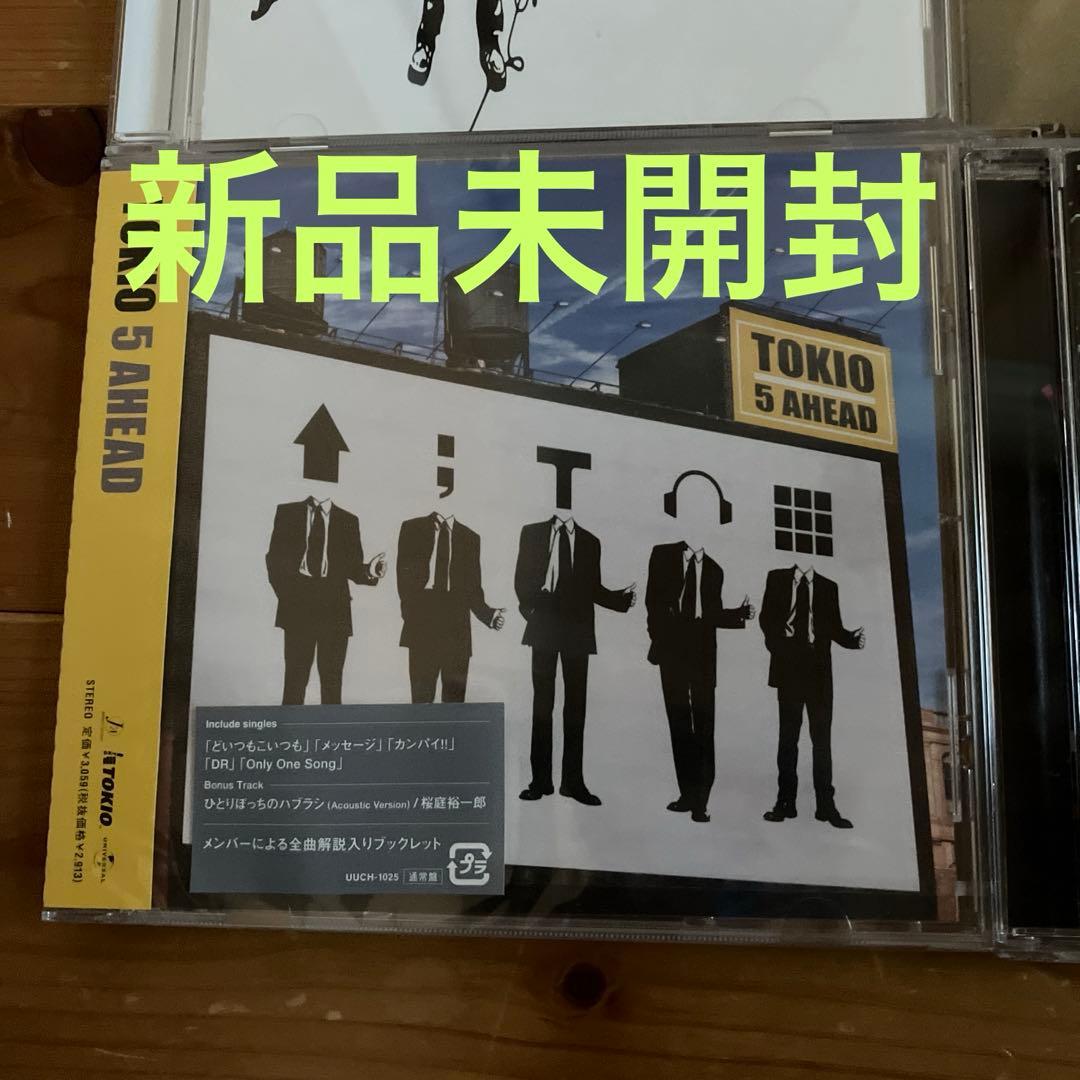 新品未開封
TOKIO 5 AHEAD
TOKIO
5 AHEAD
Include singles
「どいつもこいつも」「メッセージ」「カンパイ!!」
「DR」「Only One Song」
Bonus Track
ひとりぼっちのハブラシ (Acoustic Version) / 桜庭裕一郎
メンバーによる全曲解説入りブックレット
プラ
UUCH-1025 通常盤
STEREO 定価¥3,059(税抜価格¥2,913)
TOKIO
UNIVERSAL